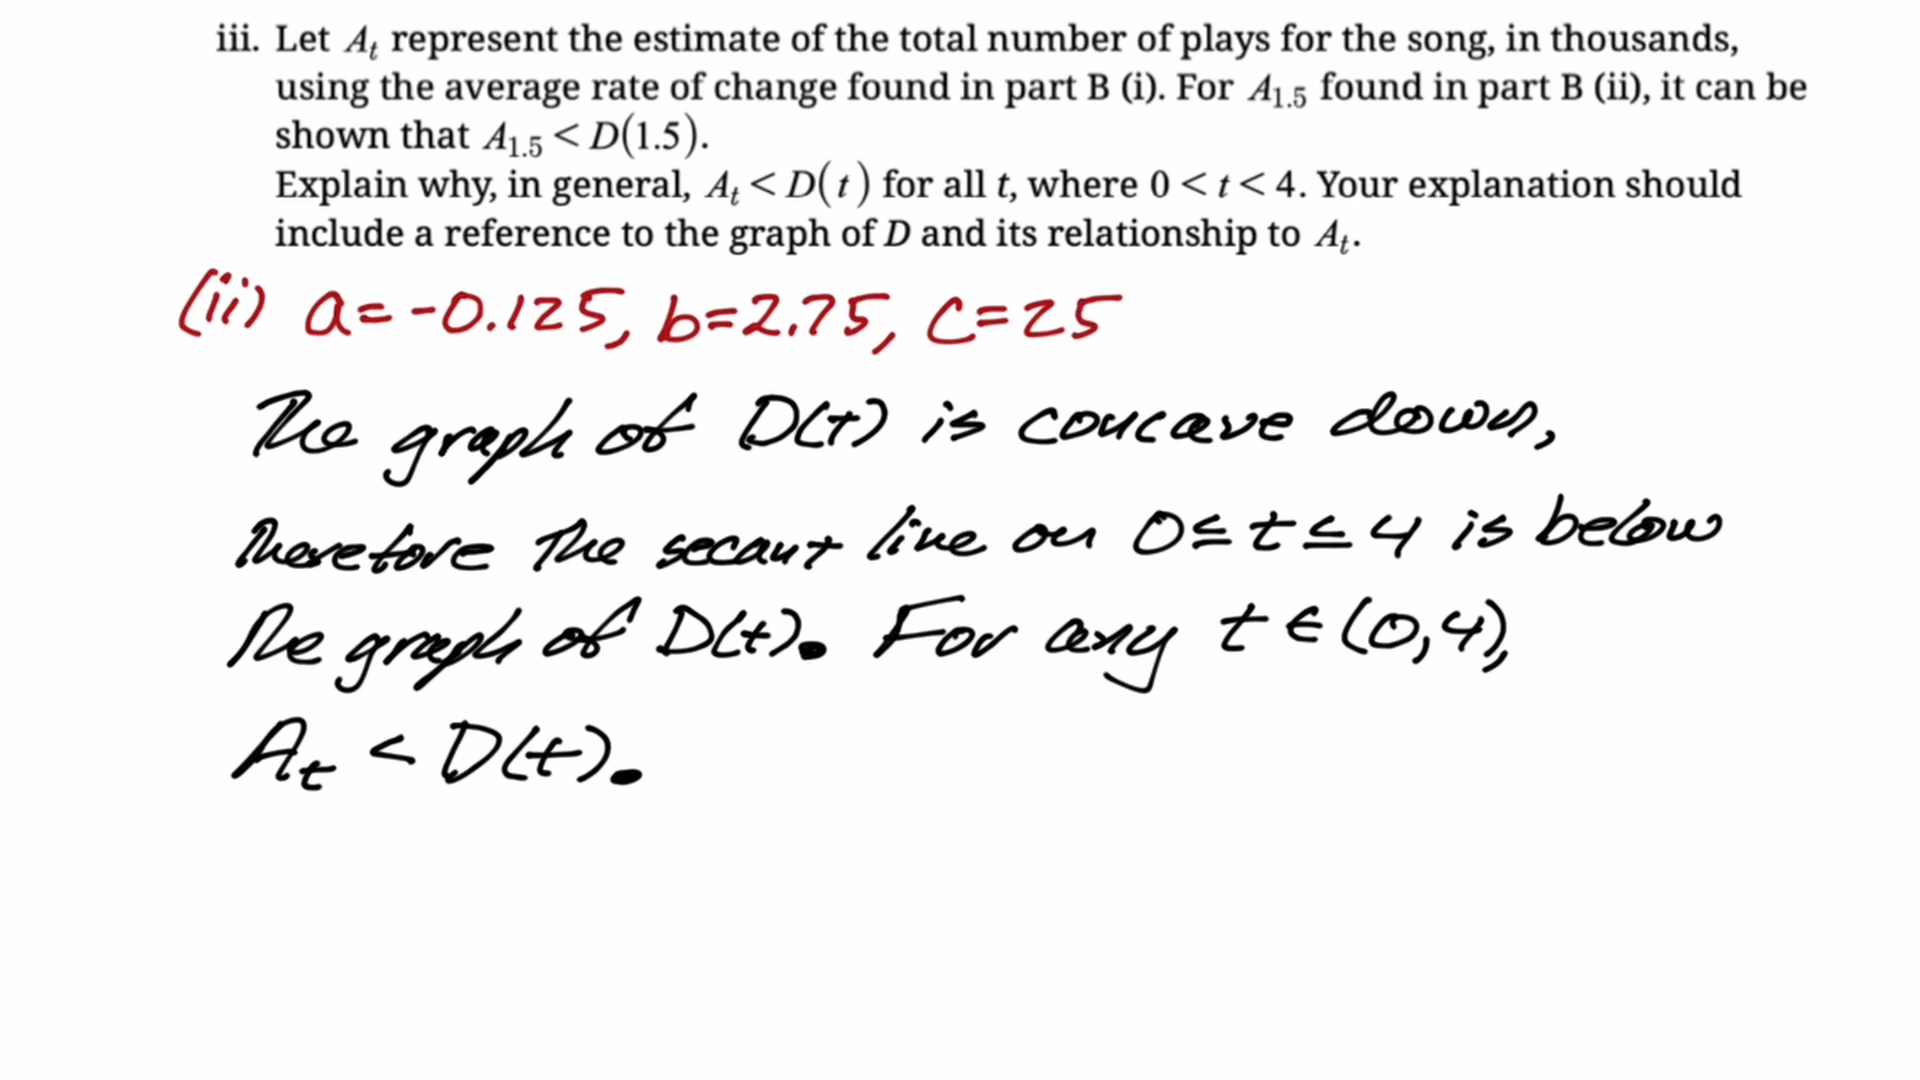 iii. Let A_t represent the estimate of the total number of plays for the song, in thousands,
using the average rate of change found in part B (i). For A_1.5 found in part B (ii), it can be
shown that A_1.5 < D(1.5).
Explain why, in general, A_t < D(t) for all t, where 0 < t < 4. Your explanation should
include a reference to the graph of D and its relationship to A_t.
(ii) a=-0.125, b=2.75, c=25
The graph of D(t) is concave down,
therefore the secant line on 0≤t≤4 is below
the graph of D(t). For any t∈(0,4),
A_t < D(t).